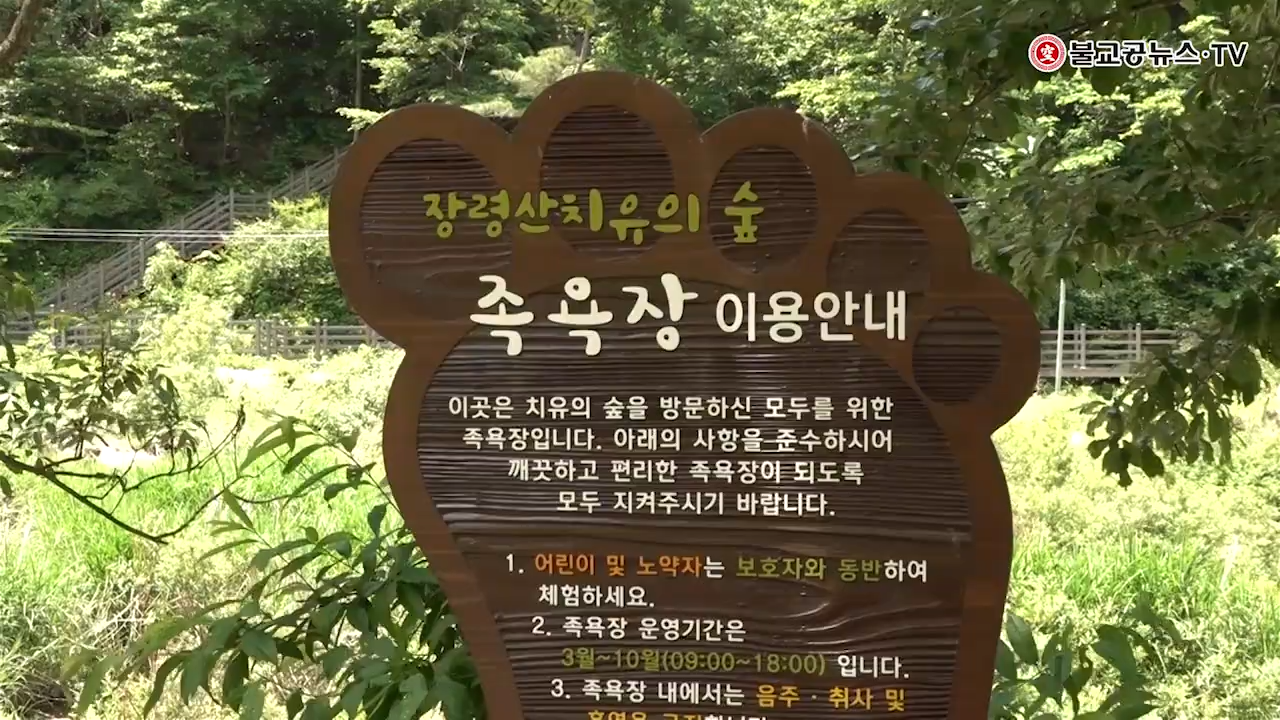 空 불교공뉴스·TV
장령산치유의 숲
족욕장 이용안내
이곳은 치유의 숲을 방문하신 모두를 위한
족욕장입니다. 아래의 사항을 준수하시어
깨끗하고 편리한 족욕장이 되도록
모두 지켜주시기 바랍니다.
1. 어린이 및 노약자는 보호자와 동반하여
체험하세요.
2. 족욕장 운영기간은
3월~10월(09:00~18:00) 입니다.
3. 족욕장 내에서는 음주 · 취사 및